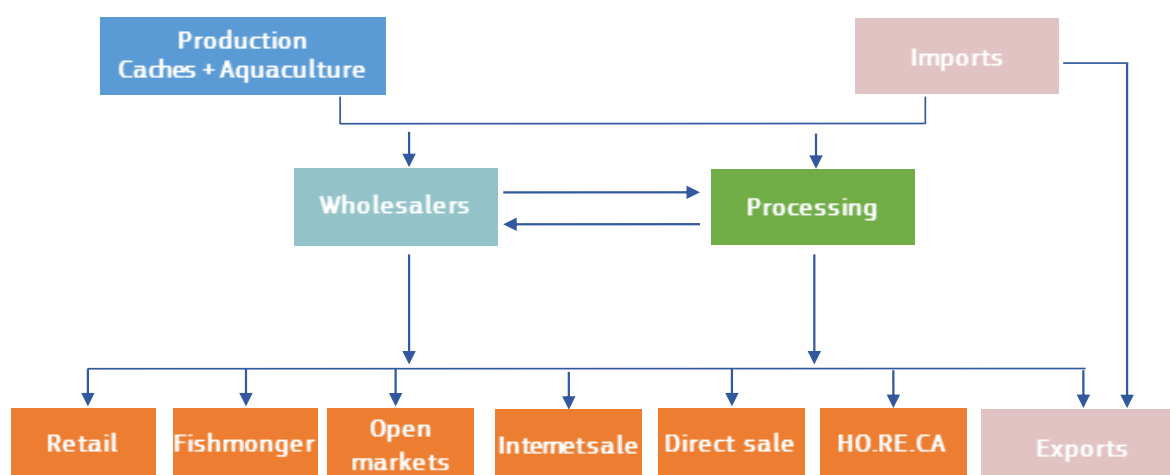 Production
Caches + Aquaculture
Imports
Wholesalers
Processing
Retail
Fishmonger
Open
markets
Internetsale
Direct sale
HO.RE.CA
Exports